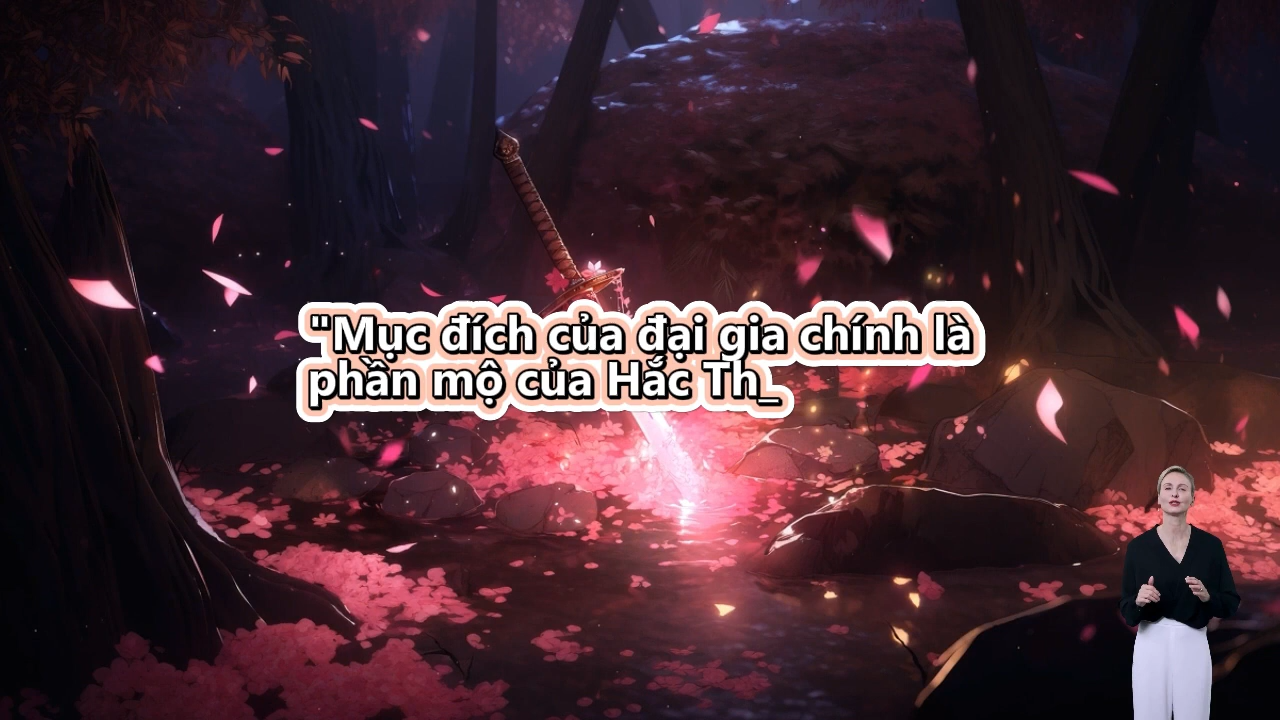 "Mục đích của đại gia chính là
phần mộ của Hắc Th_